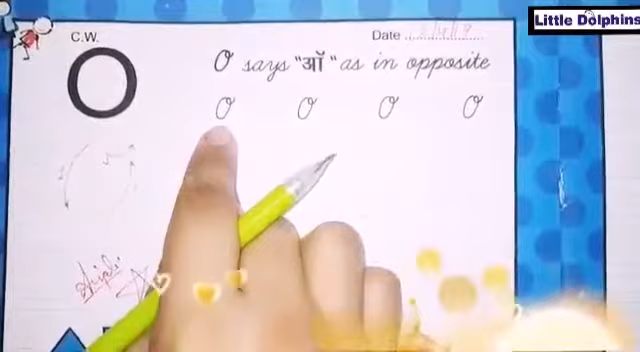 Little Dolphins
C.W.
Date
O
O says "ऑ" as in opposite
O O O O